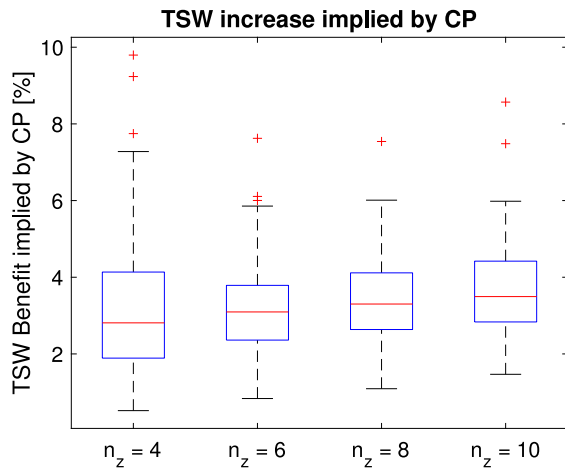 TSW increase implied by CP
TSW Benefit implied by CP [%]
10
8
6
4
2
n_z = 4
n_z = 6
n_z = 8
n_z = 10